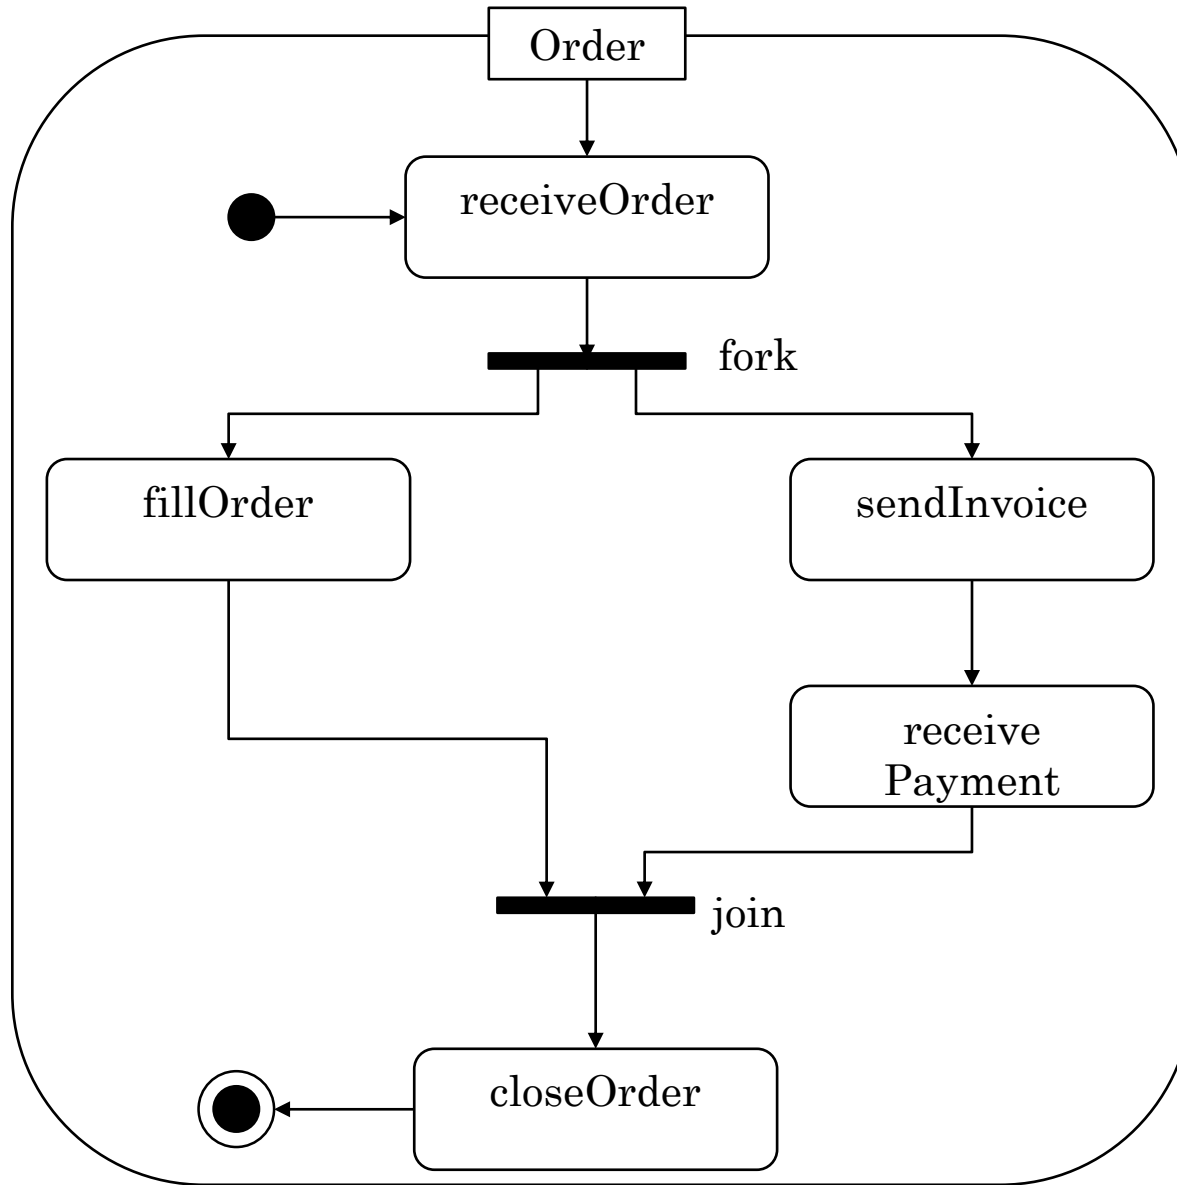 Order
receiveOrder
fork
fillOrder
sendInvoice
receive
Payment
join
closeOrder